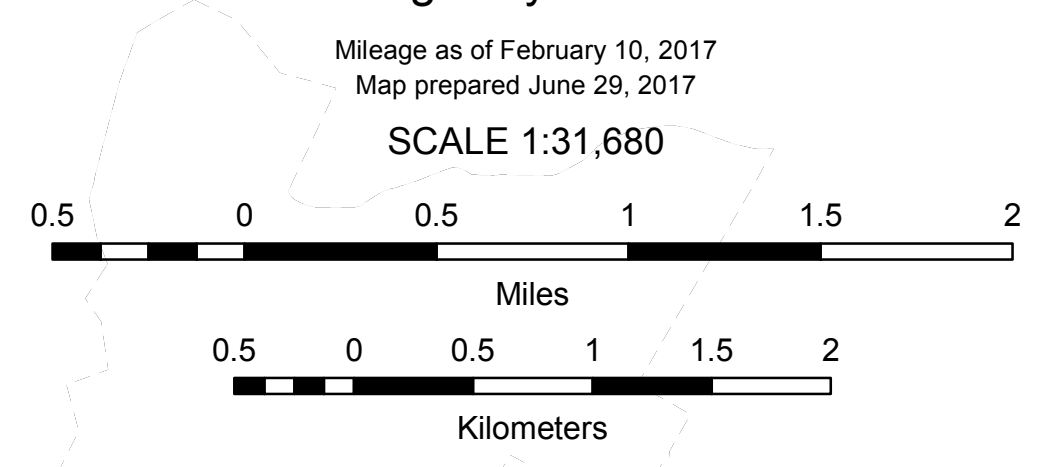 Mileage as of February 10, 2017
Map prepared June 29, 2017
SCALE 1:31,680
0.5 0 0.5 1 1.5 2
Miles
0.5 0 0.5 1 1.5 2
Kilometers